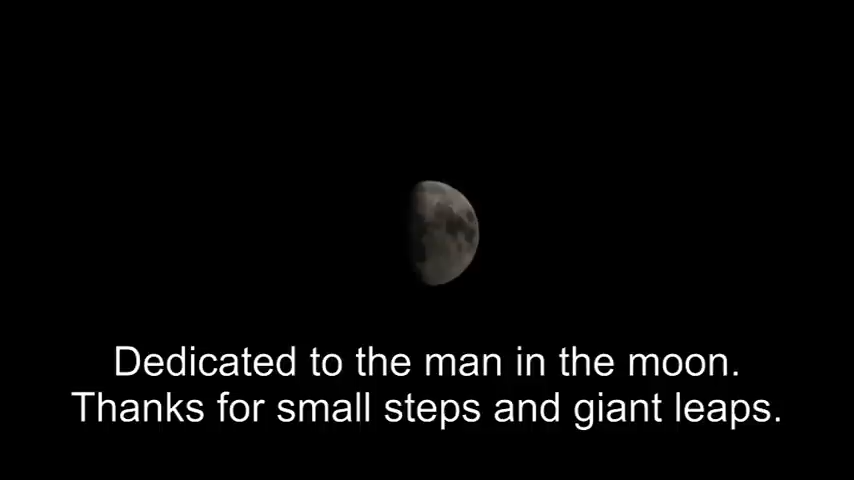 Dedicated to the man in the moon.
Thanks for small steps and giant leaps.